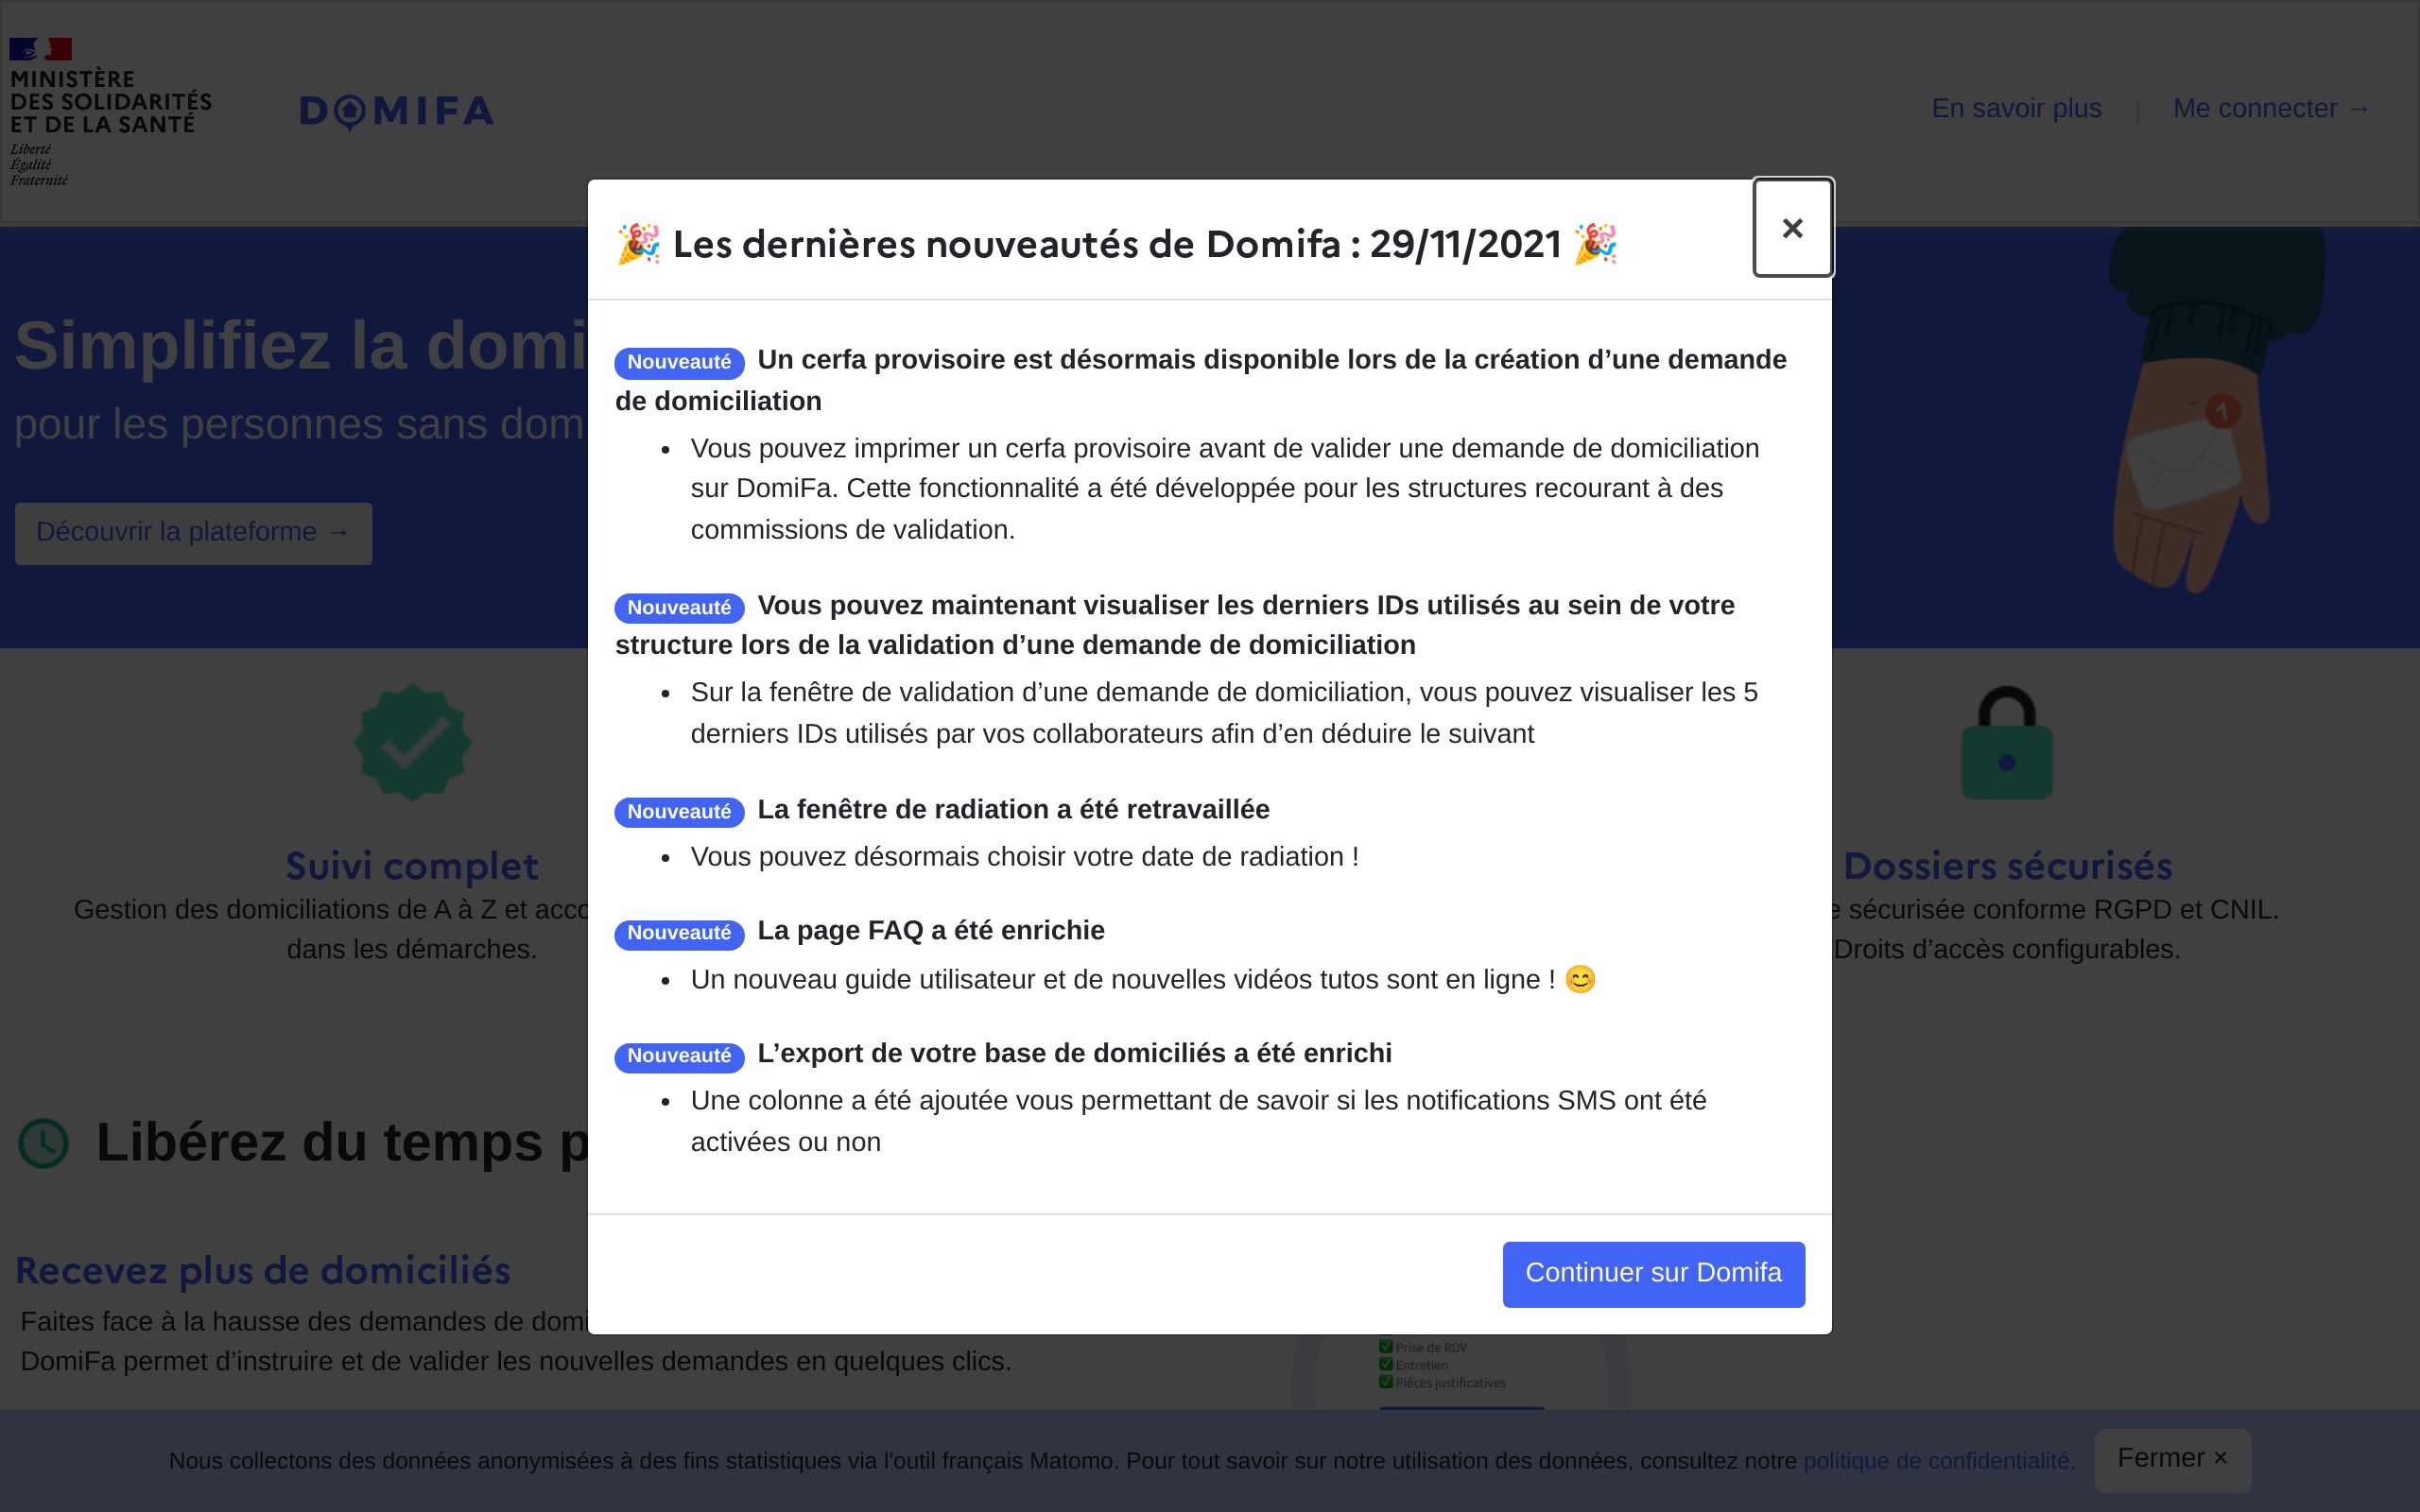 MINISTÈRE
DES SOLIDARITÉS
ET DE LA SANTÉ
Liberté
Égalité
Fraternité
DOMIFA
En savoir plus
Me connecter →
🎉 Les dernières nouveautés de Domifa : 29/11/2021 🎉
×
Simplifiez la domi
pour les personnes sans dom
Découvrir la plateforme →
1
Nouveauté Un cerfa provisoire est désormais disponible lors de la création d’une demande
de domiciliation
• Vous pouvez imprimer un cerfa provisoire avant de valider une demande de domiciliation
sur DomiFa. Cette fonctionnalité a été développée pour les structures recourant à des
commissions de validation.
Nouveauté Vous pouvez maintenant visualiser les derniers IDs utilisés au sein de votre
structure lors de la validation d’une demande de domiciliation
• Sur la fenêtre de validation d’une demande de domiciliation, vous pouvez visualiser les 5
derniers IDs utilisés par vos collaborateurs afin d’en déduire le suivant
Nouveauté La fenêtre de radiation a été retravaillée
• Vous pouvez désormais choisir votre date de radiation !
Nouveauté La page FAQ a été enrichie
• Un nouveau guide utilisateur et de nouvelles vidéos tutos sont en ligne ! 😊
Nouveauté L’export de votre base de domiciliés a été enrichi
• Une colonne a été ajoutée vous permettant de savoir si les notifications SMS ont été
activées ou non
Continuer sur Domifa
Suivi complet
Gestion des domiciliations de A à Z et acco
dans les démarches.
Dossiers sécurisés
e sécurisée conforme RGPD et CNIL.
Droits d’accès configurables.
Libérez du temps p
Recevez plus de domiciliés
Faites face à la hausse des demandes de domi
DomiFa permet d’instruire et de valider les nouvelles demandes en quelques clics.
Prise de RDV
Entretien
Pièces justificatives
Nous collectons des données anonymisées à des fins statistiques via l'outil français Matomo. Pour tout savoir sur notre utilisation des données, consultez notre politique de confidentialité.
Fermer ×